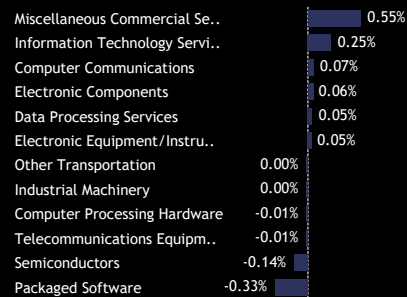 Miscellaneous Commercial Se.. 0.55%
Information Technology Servi.. 0.25%
Computer Communications 0.07%
Electronic Components 0.06%
Data Processing Services 0.05%
Electronic Equipment/Instru.. 0.05%
Other Transportation 0.00%
Industrial Machinery 0.00%
Computer Processing Hardware -0.01%
Telecommunications Equipm.. -0.01%
Semiconductors -0.14%
Packaged Software -0.33%